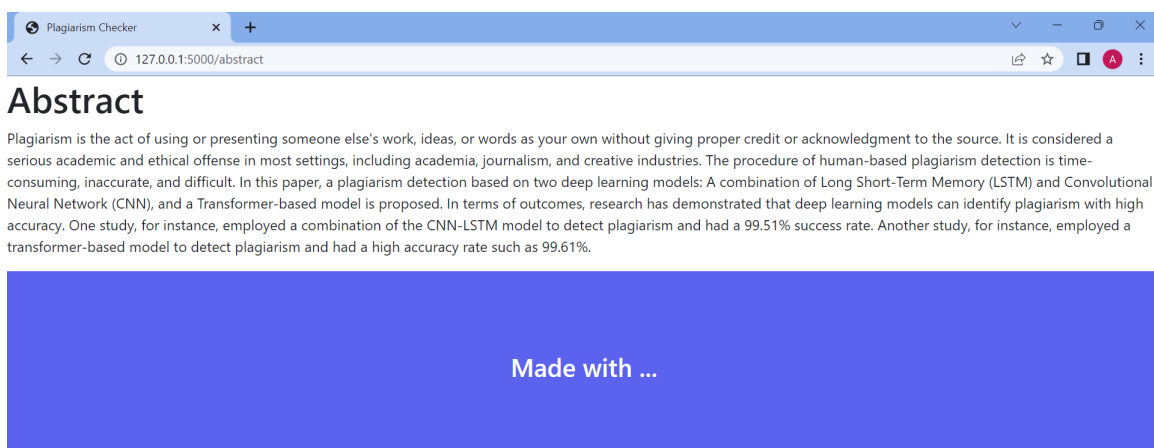 Plagiarism Checker
127.0.0.1:5000/abstract
A
Abstract
Plagiarism is the act of using or presenting someone else's work, ideas, or words as your own without giving proper credit or acknowledgment to the source. It is considered a
serious academic and ethical offense in most settings, including academia, journalism, and creative industries. The procedure of human-based plagiarism detection is time-
consuming, inaccurate, and difficult. In this paper, a plagiarism detection based on two deep learning models: A combination of Long Short-Term Memory (LSTM) and Convolutional
Neural Network (CNN), and a Transformer-based model is proposed. In terms of outcomes, research has demonstrated that deep learning models can identify plagiarism with high
accuracy. One study, for instance, employed a combination of the CNN-LSTM model to detect plagiarism and had a 99.51% success rate. Another study, for instance, employed a
transformer-based model to detect plagiarism and had a high accuracy rate such as 99.61%.
Made with ...